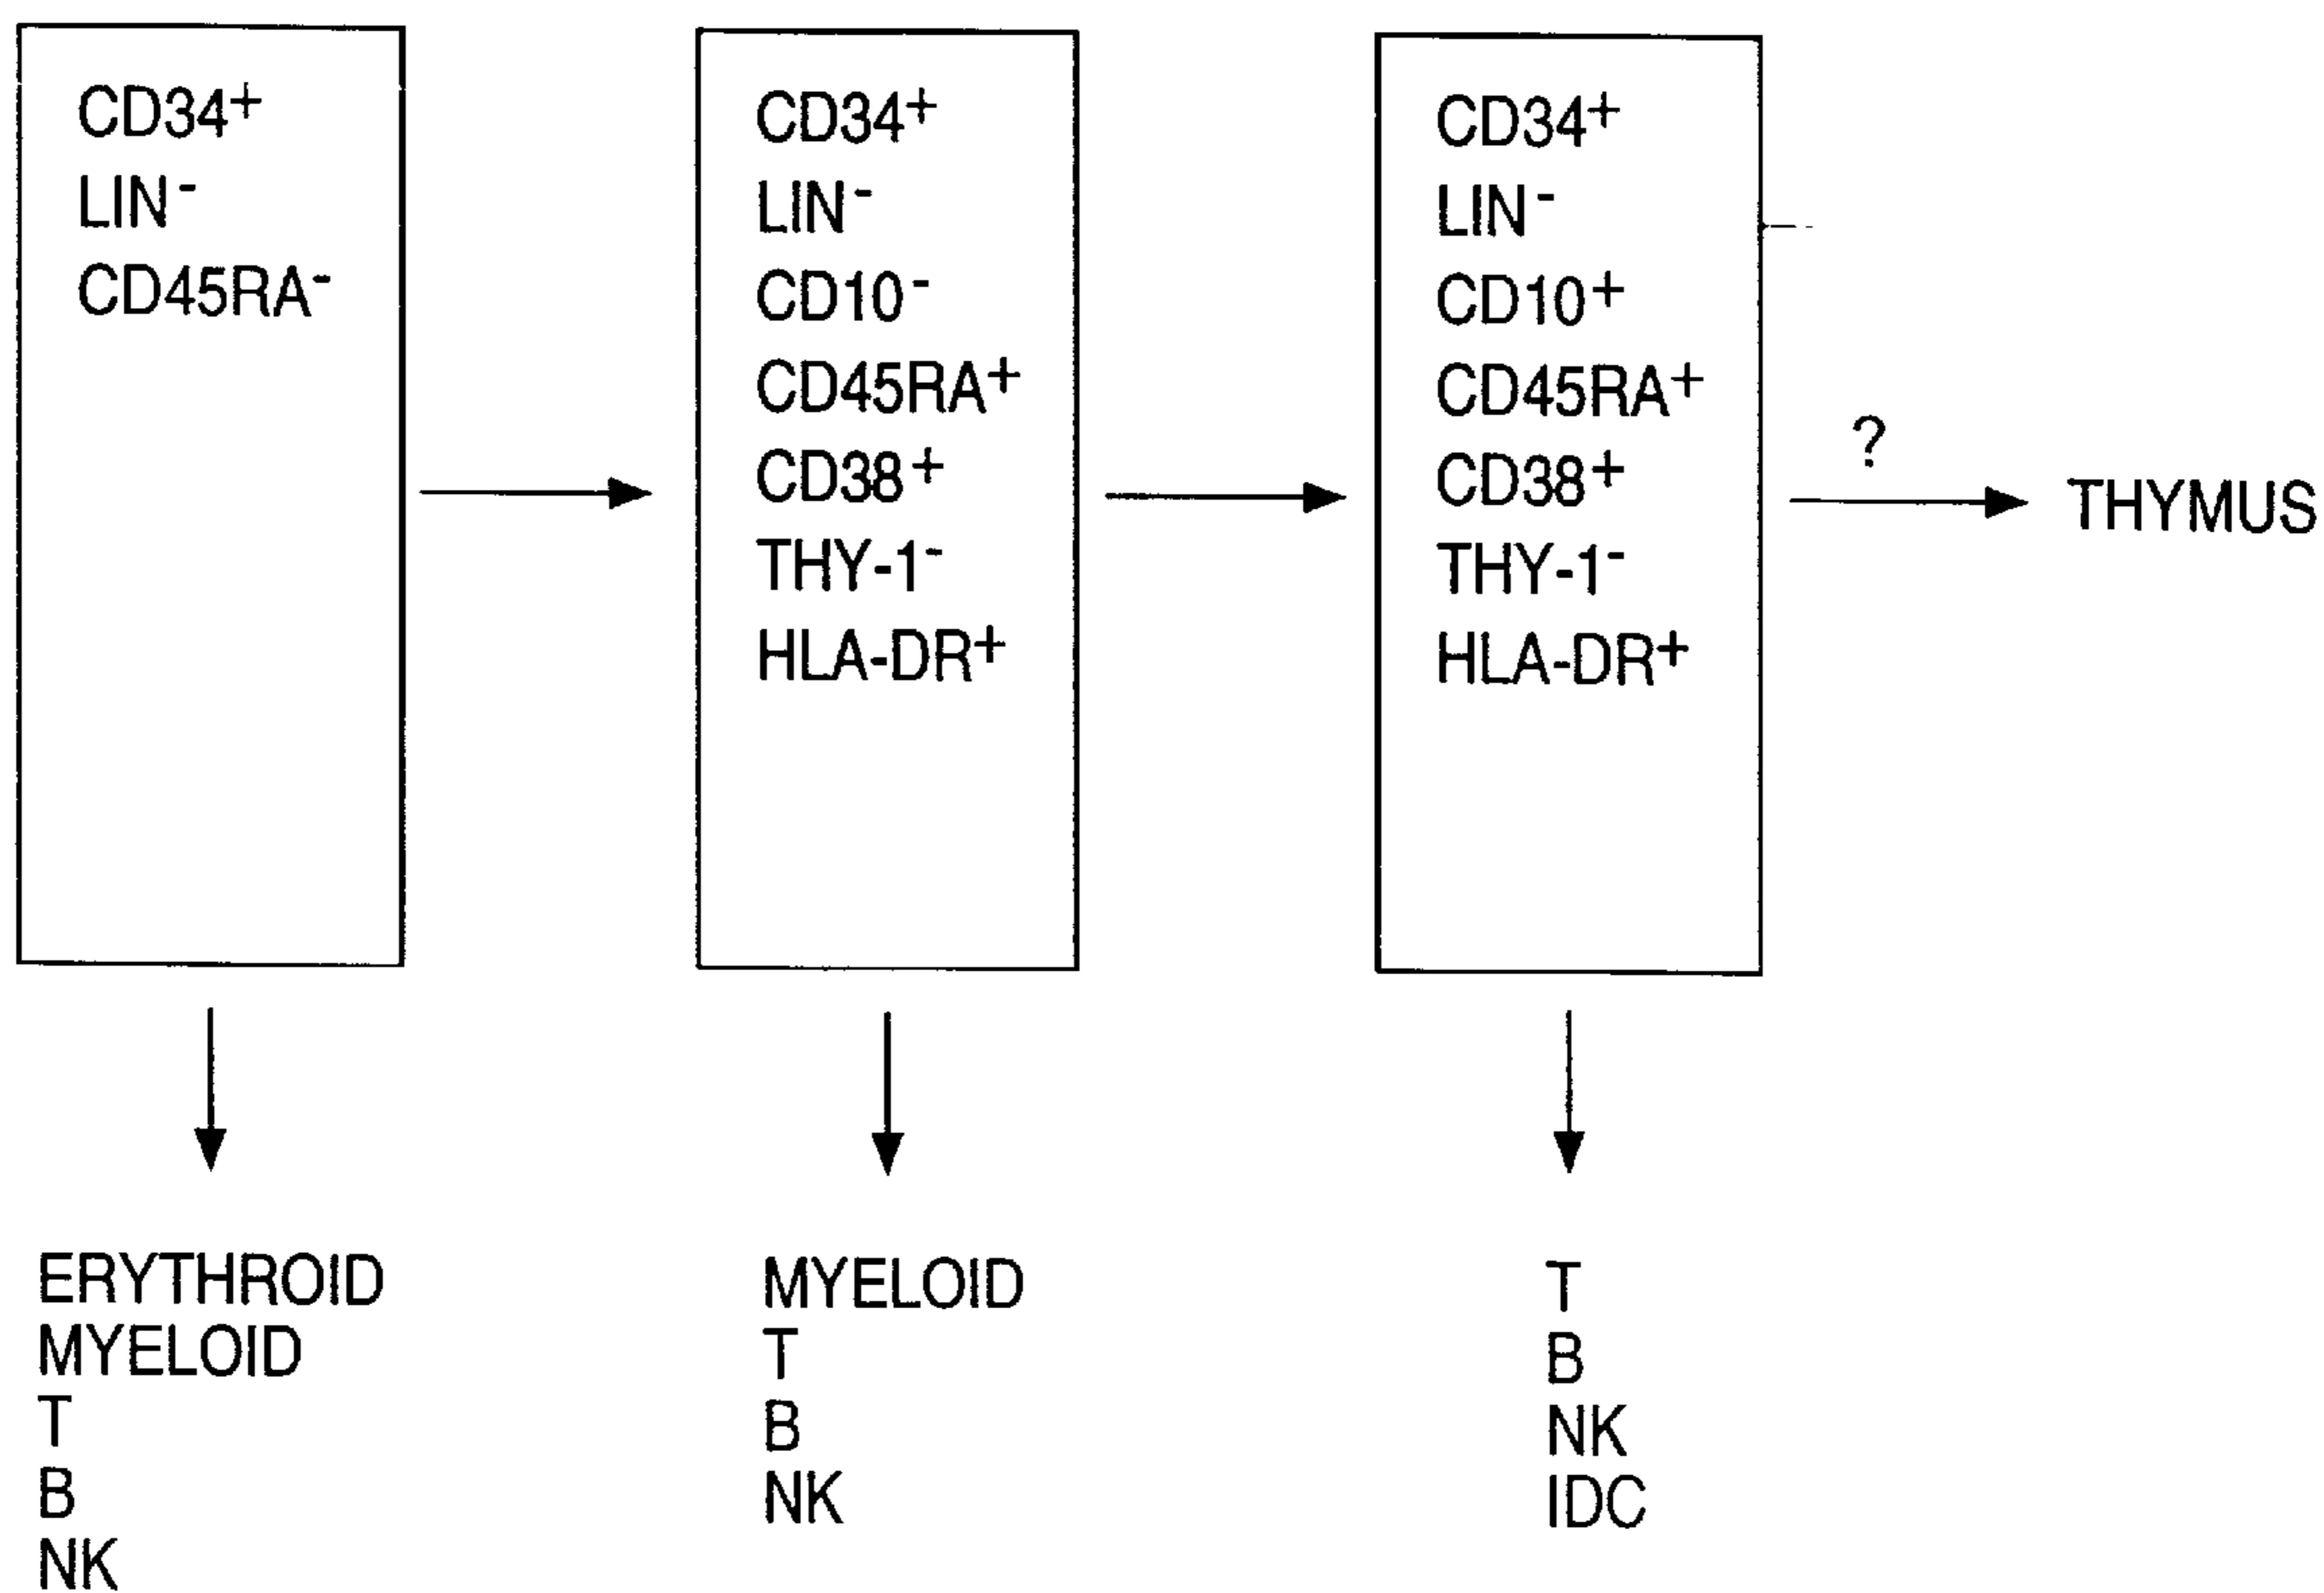 CD34+
LIN-
CD45RA-
CD34+
LIN-
CD10-
CD45RA+
CD38+
THY-1-
HLA-DR+
CD34+
LIN-
CD10+
CD45RA+
CD38+
THY-1-
HLA-DR+
?
THYMUS
ERYTHROID
MYELOID
T
B
NK
MYELOID
T
B
NK
T
B
NK
IDC